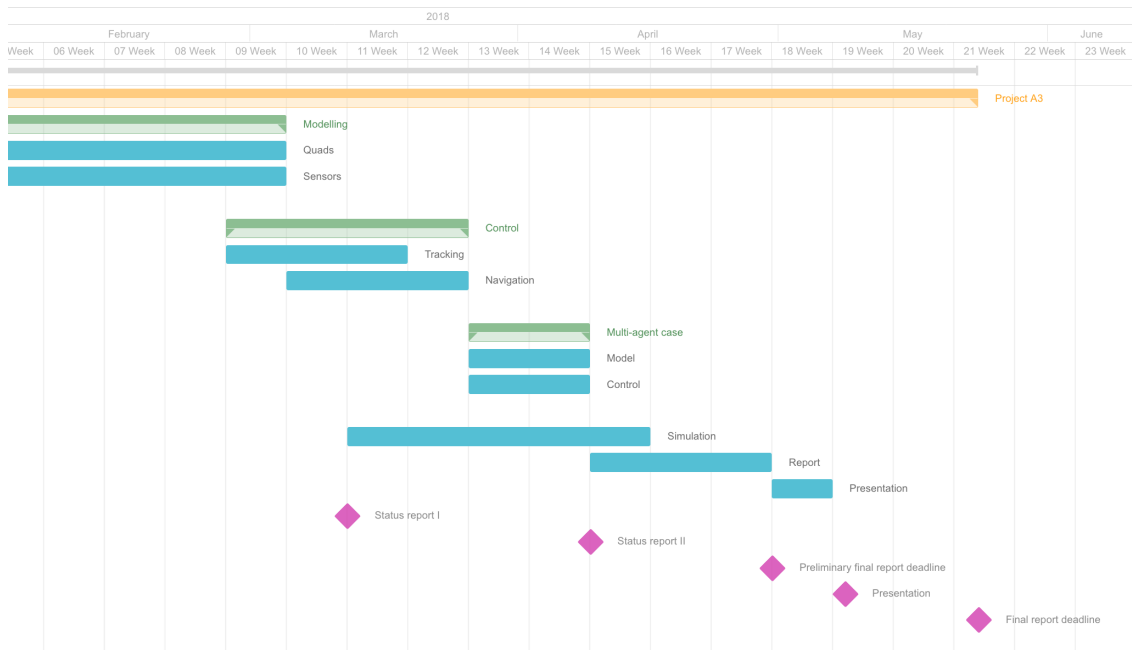 2018
February March April May June
Week 06 Week 07 Week 08 Week 09 Week 10 Week 11 Week 12 Week 13 Week 14 Week 15 Week 16 Week 17 Week 18 Week 19 Week 20 Week 21 Week 22 Week 23 Week
Project A3
Modelling
Quads
Sensors
Control
Tracking
Navigation
Multi-agent case
Model
Control
Simulation
Report
Presentation
Status report I
Status report II
Preliminary final report deadline
Presentation
Final report deadline